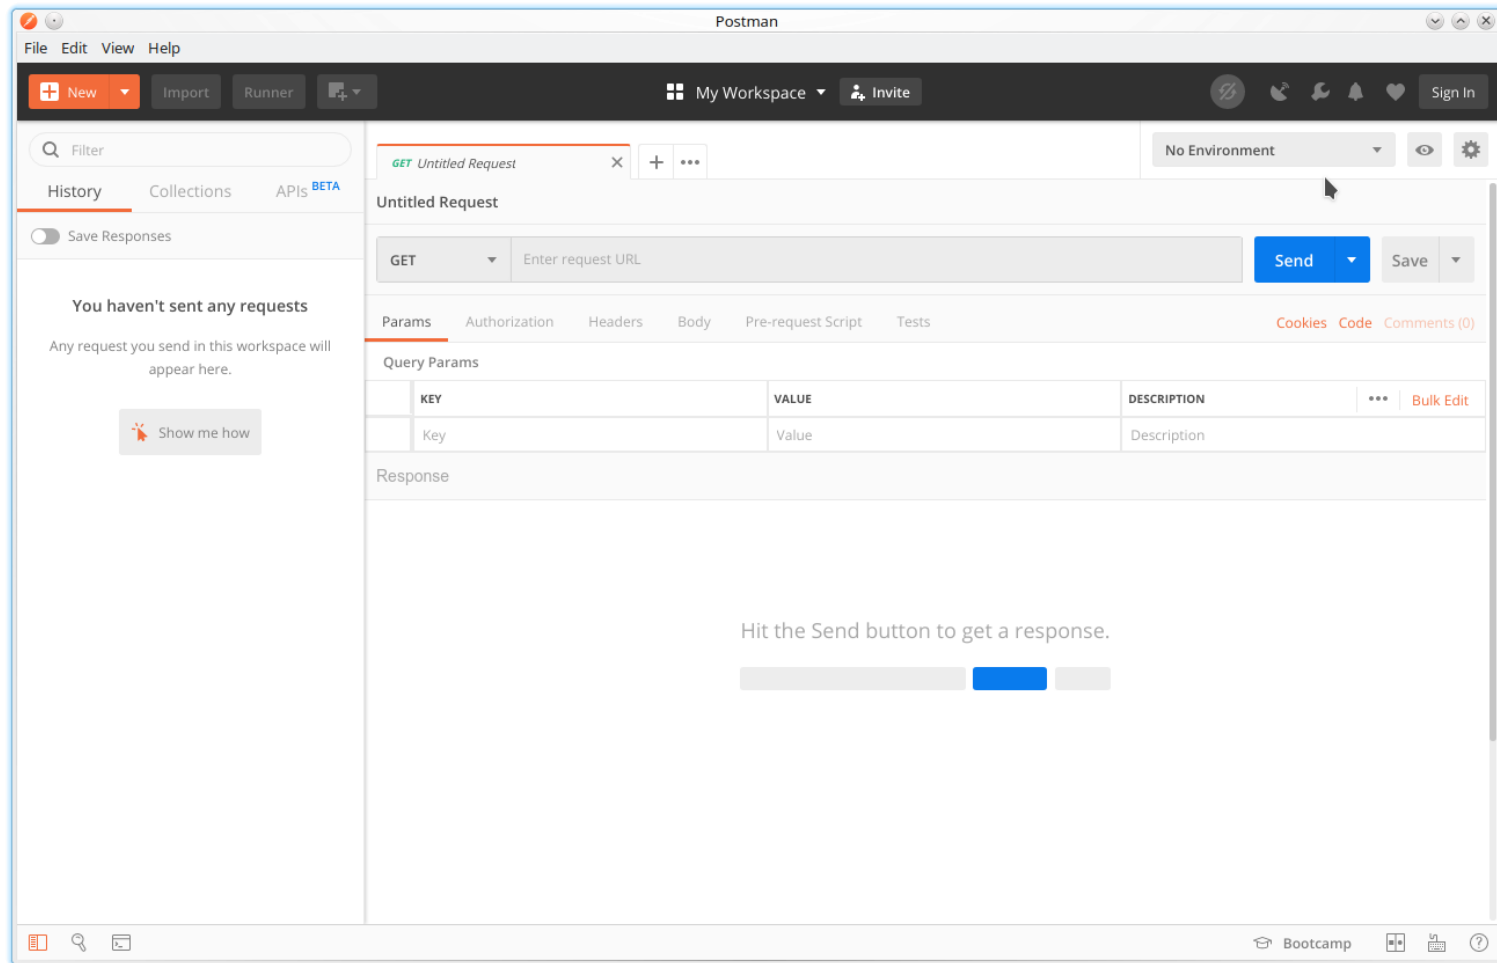 Postman
File Edit View Help
New Import Runner My Workspace Invite Sign In
Filter
History Collections APIs BETA
Save Responses
You haven't sent any requests
Any request you send in this workspace will
appear here.
Show me how
GET Untitled Request
No Environment
Untitled Request
GET Enter request URL Send Save
Params Authorization Headers Body Pre-request Script Tests Cookies Code Comments (0)
Query Params
KEY VALUE DESCRIPTION Bulk Edit
Key Value Description
Response
Hit the Send button to get a response.
Bootcamp